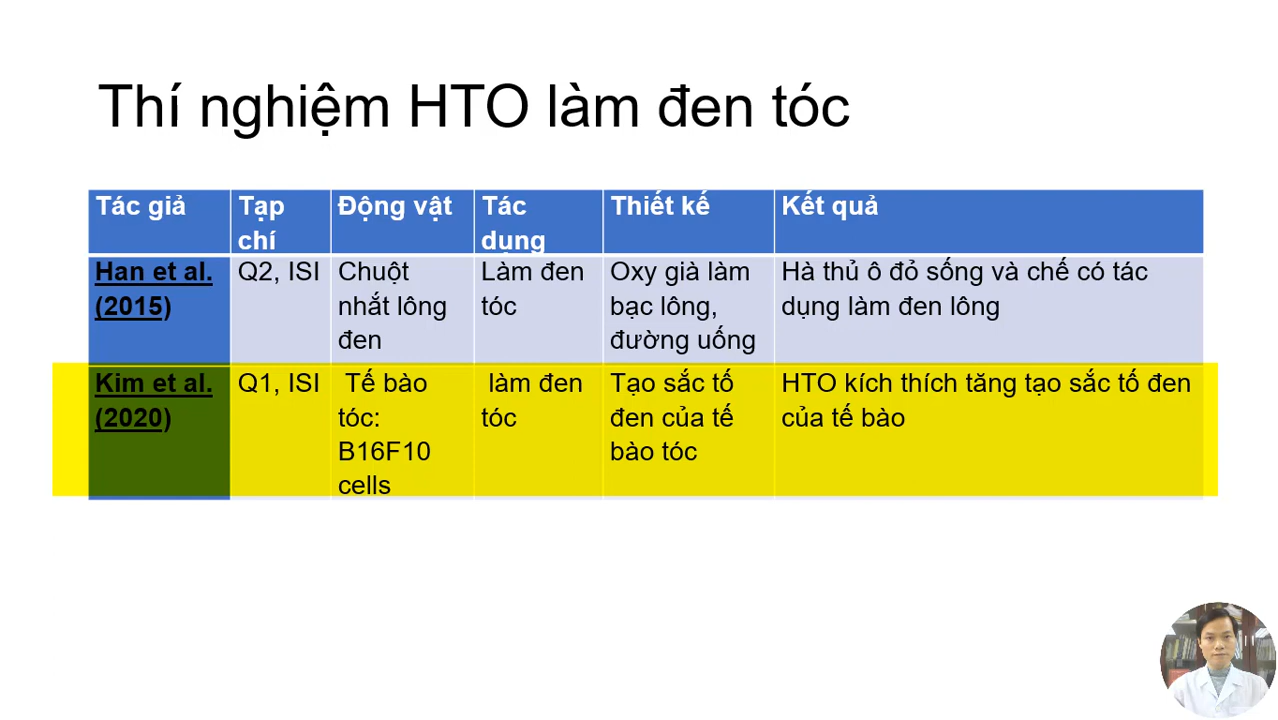 Thí nghiệm HTO làm đen tóc
Tác giả
Tạp
chí
Động vật
Tác
dụng
Thiết kế
Kết quả
Han et al.
(2015)
Q2, ISI
Chuột
nhắt lông
đen
Làm đen
tóc
Oxy già làm
bạc lông,
đường uống
Hà thủ ô đỏ sống và chế có tác
dụng làm đen lông
Kim et al.
(2020)
Q1, ISI
Tế bào
tóc:
B16F10
cells
làm đen
tóc
Tạo sắc tố
đen của tế
bào tóc
HTO kích thích tăng tạo sắc tố đen
của tế bào